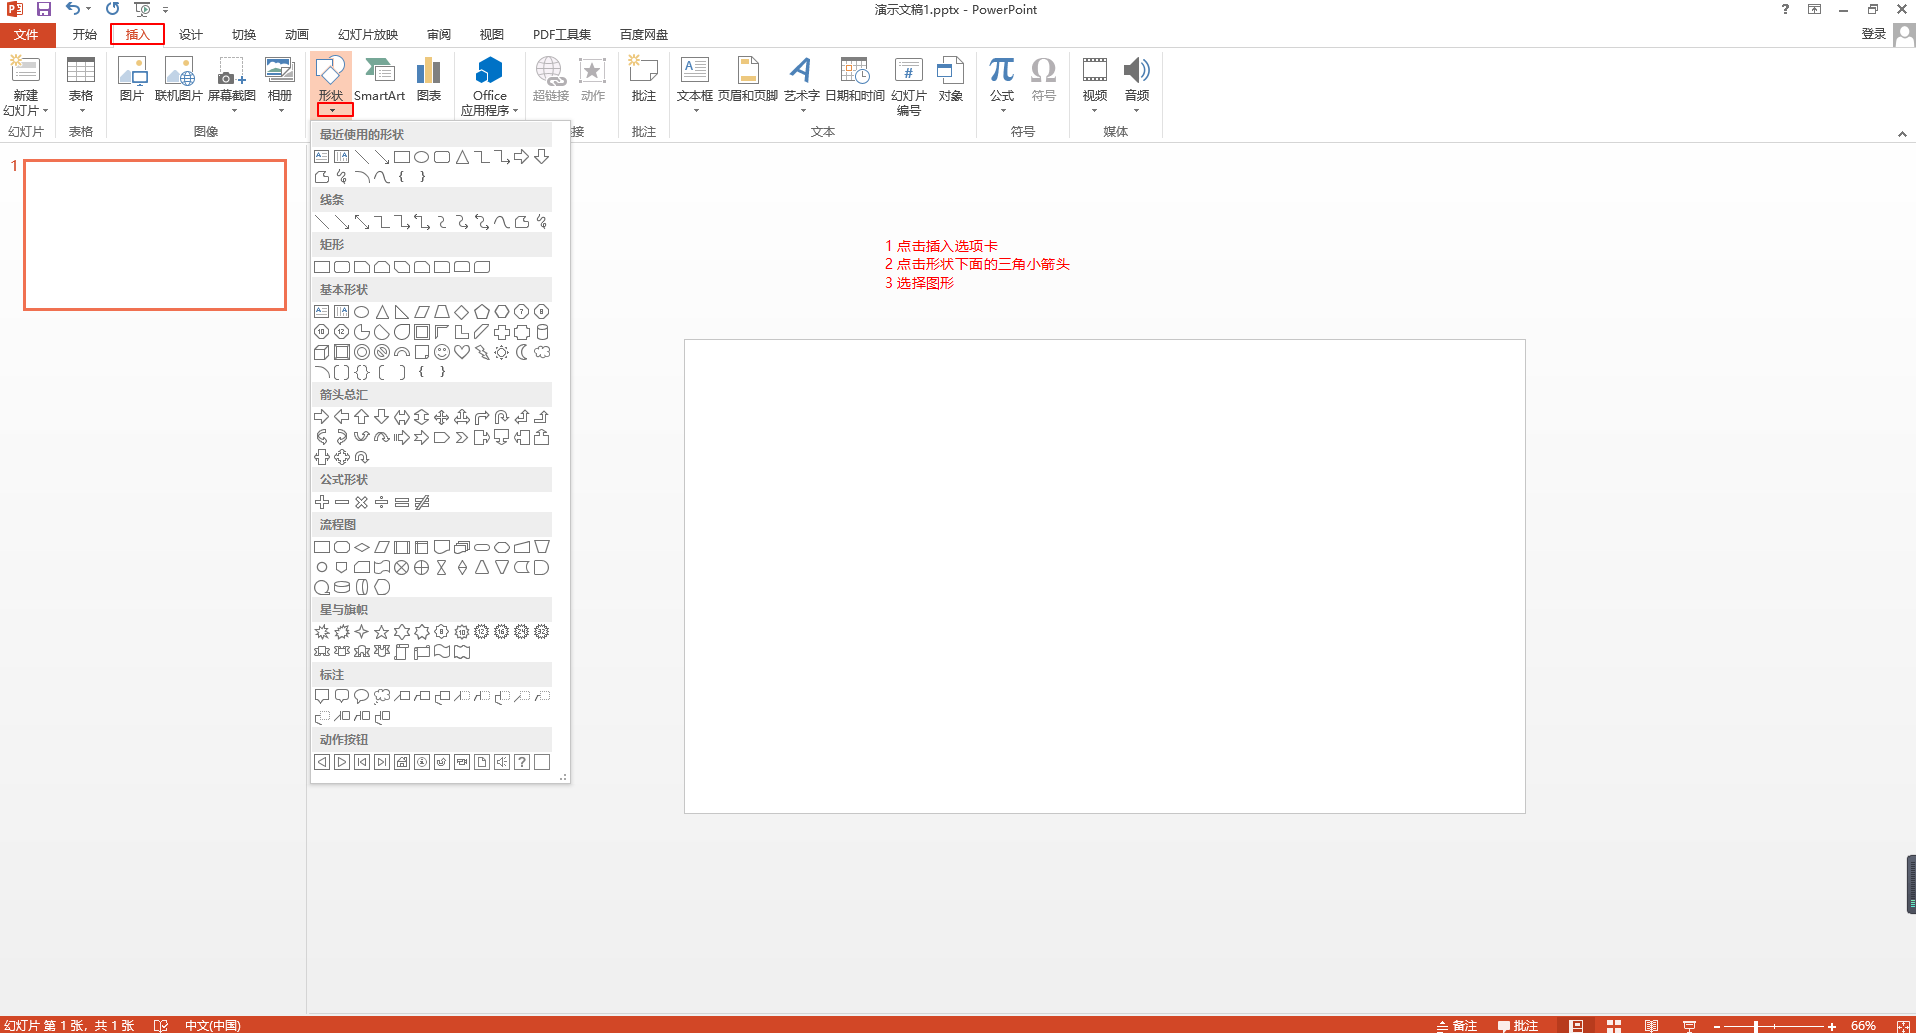 演示文稿1.pptx - PowerPoint
文件 开始 插入 设计 切换 动画 幻灯片放映 审阅 视图 PDF工具集 百度网盘 登录
新建 表格 图片 联机图片 屏幕截图 相册 形状 SmartArt 图表 Office 超链接 动作 批注 文本框 页眉和页脚 艺术字 日期和时间 幻灯片 对象 公式 符号 视频 音频
幻灯片 应用程序 编号
幻灯片 表格 图像 接 批注 文本 符号 媒体
最近使用的形状
线条
矩形
基本形状
箭头总汇
公式形状
流程图
星与旗帜
标注
动作按钮
1
1 点击插入选项卡
2 点击形状下面的三角小箭头
3 选择图形
幻灯片 第 1 张，共 1 张 中文(中国) 备注 批注 66%